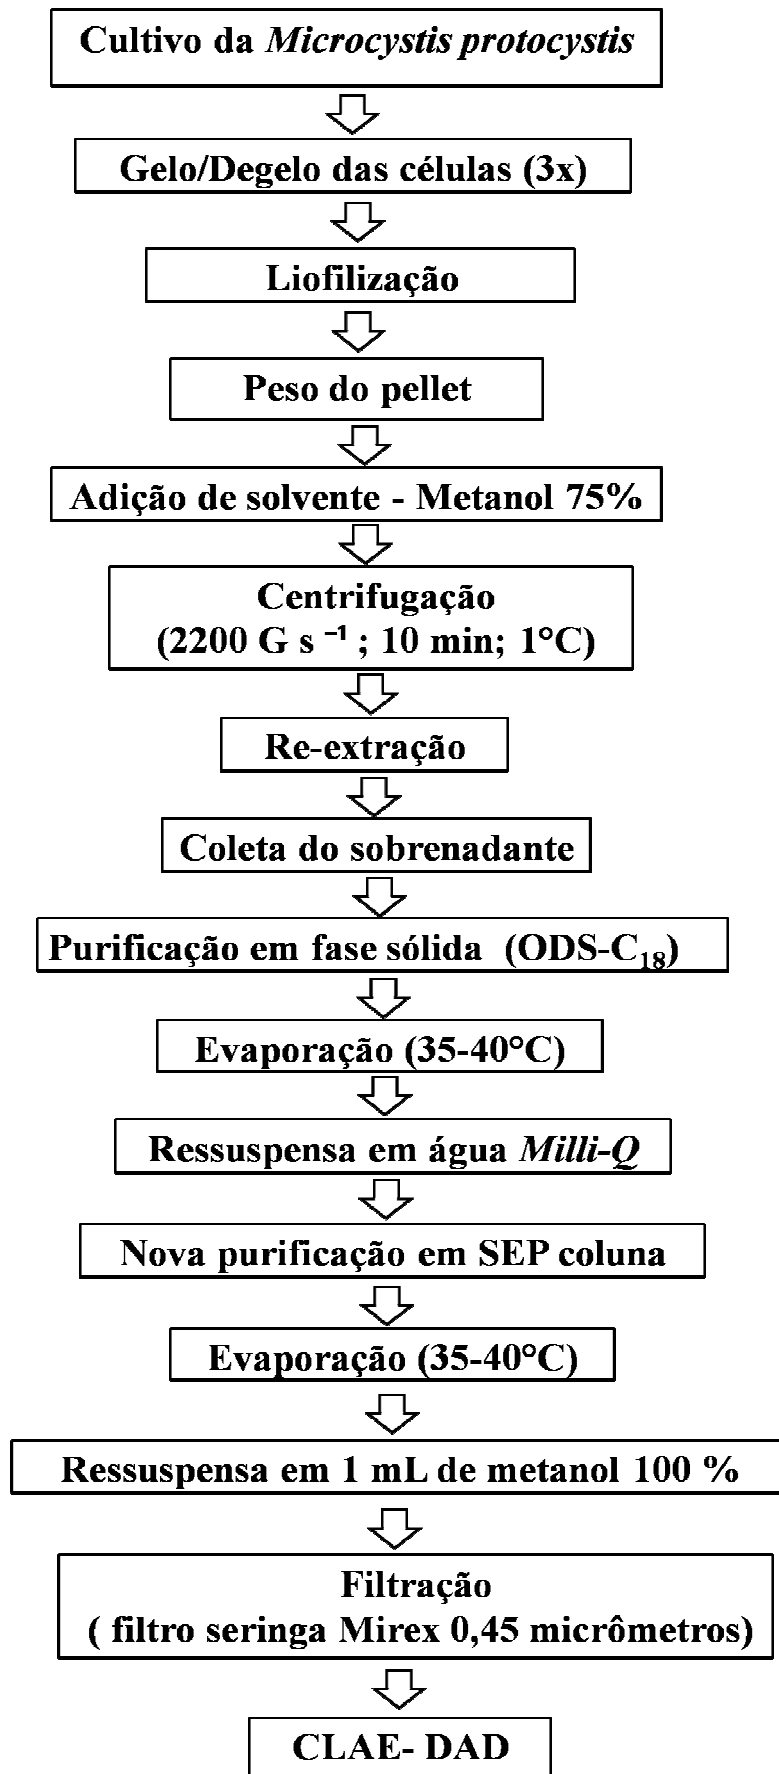 Cultivo da Microcystis protocystis
Gelo/Degelo das células (3x)
Liofilização
Peso do pellet
Adição de solvente - Metanol 75%
Centrifugação
(2200 G s ⁻¹ ; 10 min; 1°C)
Re-extração
Coleta do sobrenadante
Purificação em fase sólida (ODS-C₁₈)
Evaporação (35-40°C)
Ressuspensa em água Milli-Q
Nova purificação em SEP coluna
Evaporação (35-40°C)
Ressuspensa em 1 mL de metanol 100 %
Filtração
( filtro seringa Mirex 0,45 micrômetros)
CLAE- DAD